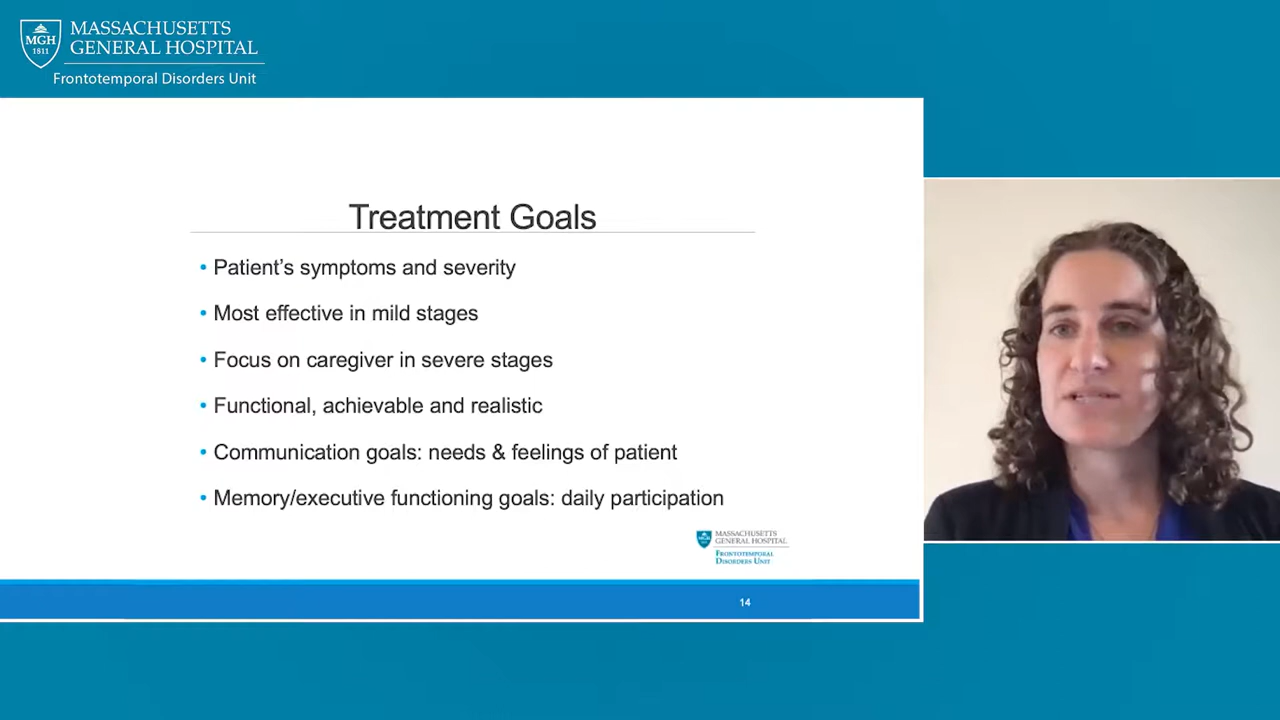 MASSACHUSETTS
GENERAL HOSPITAL
MGH
1811
Frontotemporal Disorders Unit
Treatment Goals
• Patient's symptoms and severity
• Most effective in mild stages
• Focus on caregiver in severe stages
• Functional, achievable and realistic
• Communication goals: needs & feelings of patient
• Memory/executive functioning goals: daily participation
MASSACHUSETTS
GENERAL HOSPITAL
FRONTOTEMPORAL
DISORDERS UNIT
14